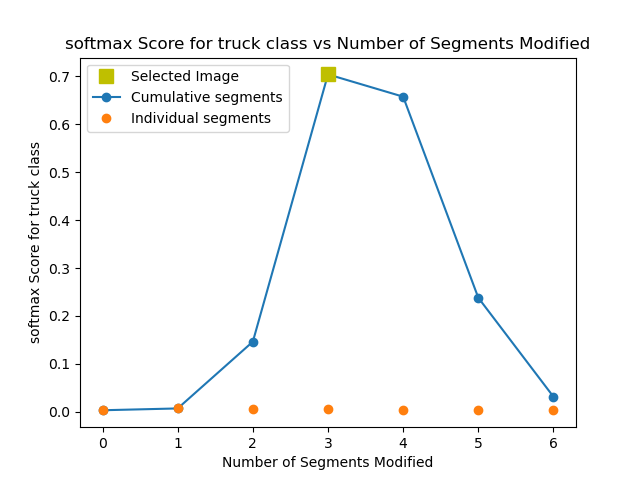 softmax Score for truck class vs Number of Segments Modified
Selected Image
Cumulative segments
Individual segments
softmax Score for truck class
0.7
0.6
0.5
0.4
0.3
0.2
0.1
0.0
0 1 2 3 4 5 6
Number of Segments Modified